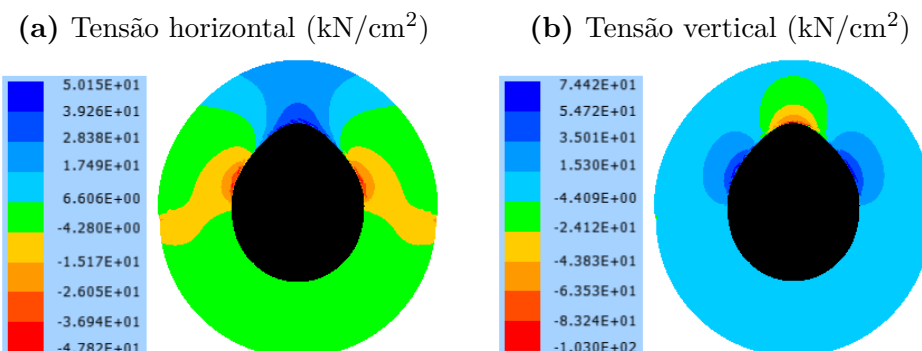 (a) Tensão horizontal (kN/cm²)
5.015E+01
3.926E+01
2.838E+01
1.749E+01
6.606E+00
-4.280E+00
-1.517E+01
-2.605E+01
-3.694E+01
-4.782E+01
(b) Tensão vertical (kN/cm²)
7.442E+01
5.472E+01
3.501E+01
1.530E+01
-4.409E+00
-2.412E+01
-4.383E+01
-6.353E+01
-8.324E+01
-1.030E+02